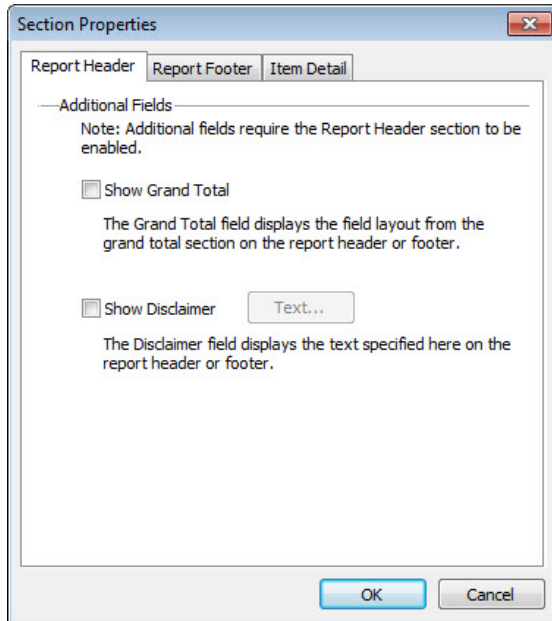 Section Properties
Report Header Report Footer Item Detail
Additional Fields
Note: Additional fields require the Report Header section to be
enabled.
Show Grand Total
The Grand Total field displays the field layout from the
grand total section on the report header or footer.
Show Disclaimer Text...
The Disclaimer field displays the text specified here on the
report header or footer.
OK Cancel